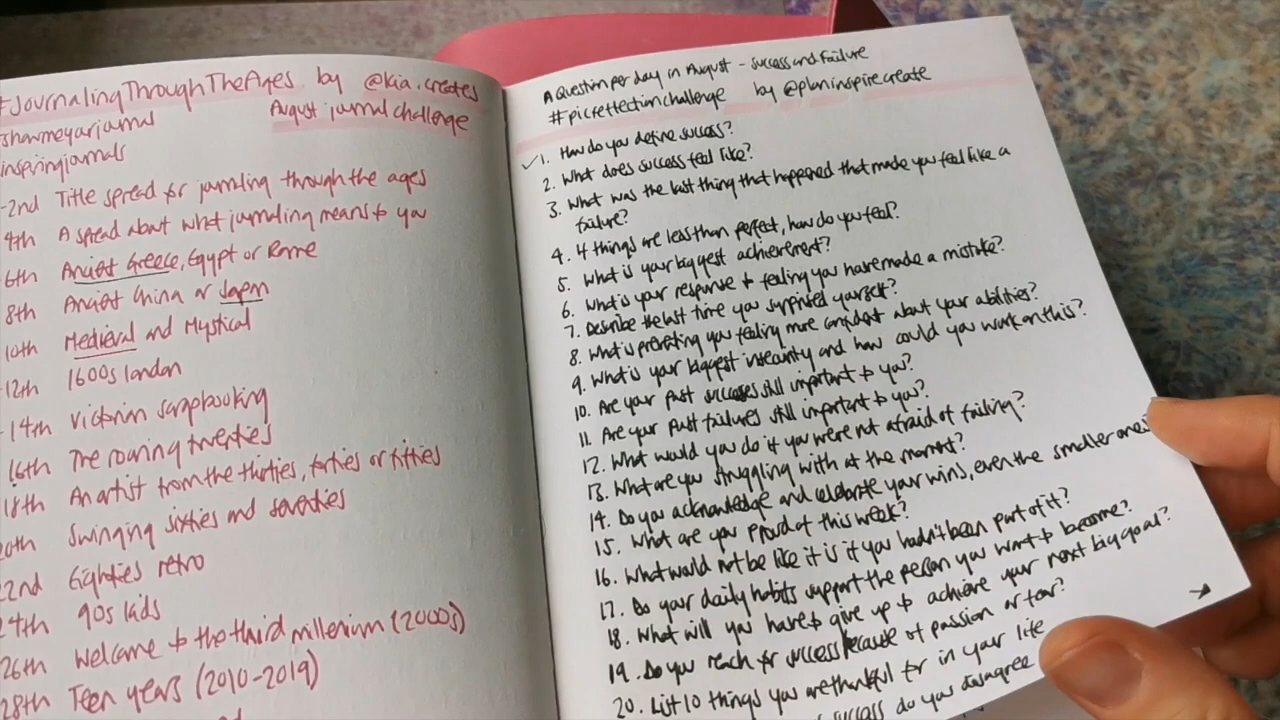 #JournalingThroughTheAges by @kia.creates
showmeyourjournal August journal challenge
inspiringjournals
-2nd Title spread for journaling through the ages
4th A spread about what journaling means to you
6th Ancient Greece, Egypt or Rome
8th Ancient China or Japan
10th Medieval and Mystical
12th 1600s London
14th Victorian scrapbooking
16th The roaring twenties
18th An artist from the thirties, forties or fifties
20th Swinging sixties and seventies
22nd Eighties retro
24th 90s kids
26th Welcome to the third millenium (2000s)
28th Teen years (2010-2019)
A question per day in August - success and failure
#picreflectionchallenge by @planinspire.create
✓1. How do you define success?
2. What does success feel like?
3. What was the last thing that happened that made you feel like a
failure?
4. If things are less than perfect, how do you feel?
5. What is your biggest achievement?
6. What is your response to feeling you have made a mistake?
7. Describe the last time you surprised yourself?
8. What is preventing you feeling more confident about your abilities?
9. What is your biggest insecurity and how could you work on this?
10. Are your past successes still important to you?
11. Are your past failures still important to you?
12. What would you do if you were not afraid of failing?
13. What are you struggling with at the moment?
14. Do you acknowledge and celebrate your wins, even the smaller ones?
15. What are you proud of this week?
16. What would not be like it is if you hadn't been part of it?
17. Do your daily habits support the person you want to become?
18. What will you have to give up to achieve your next big goal?
19. Do you reach for success because of passion or fear?
20. List 10 things you are thankful for in your life
success do you disagree